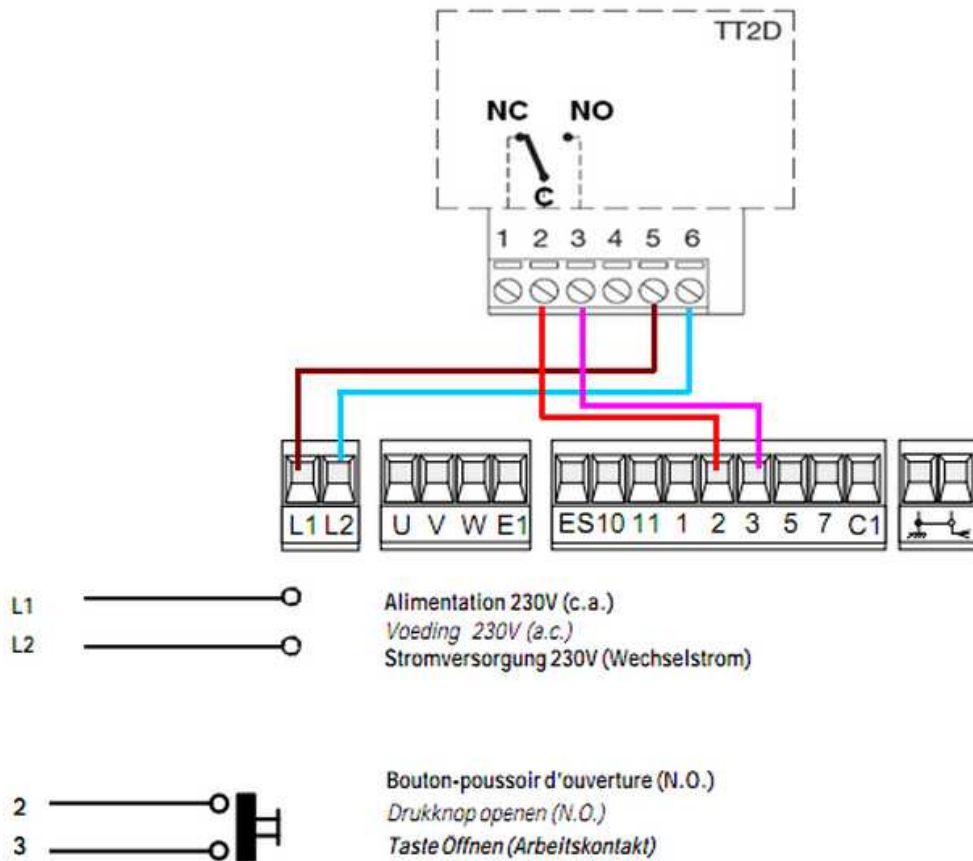 TT2D
NC NO
C
1 2 3 4 5 6
L1 L2 U V W E1 ES 10 11 1 2 3 5 7 C1
L1
Alimentation 230V (c.a.)
Voeding 230V (a.c.)
L2
Stromversorgung 230V (Wechselstrom)
Bouton-poussoir d'ouverture (N.O.)
2
Drukknop openen (N.O.)
3
Taste Offnen (Arbeitskontakt)